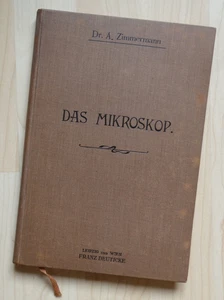 Dr. A. Zimmermann
DAS MIKROSKOP.
LEIPZIG UND WIEN
FRANZ DEUTICKE